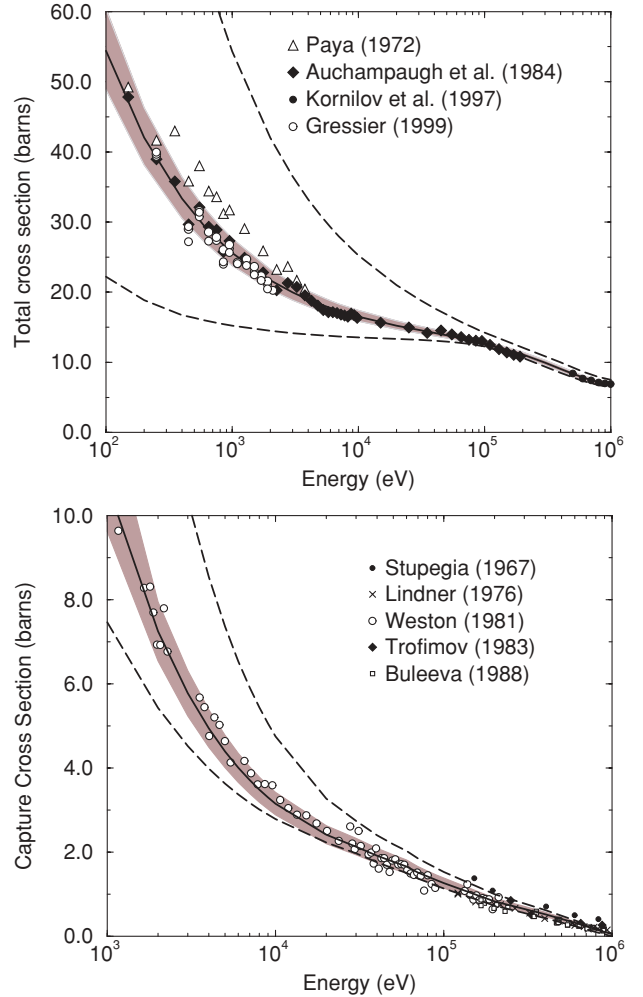 60.0
50.0
40.0
30.0
20.0
10.0
0.0
Total cross section (barns)
Paya (1972)
Auchampaugh et al. (1984)
Kornilov et al. (1997)
Gressier (1999)
10^2 10^3 10^4 10^5 10^6
Energy (eV)
10.0
8.0
6.0
4.0
2.0
0.0
Capture Cross Section (barns)
Stupegia (1967)
Lindner (1976)
Weston (1981)
Trofimov (1983)
Buleeva (1988)
10^3 10^4 10^5 10^6
Energy (eV)